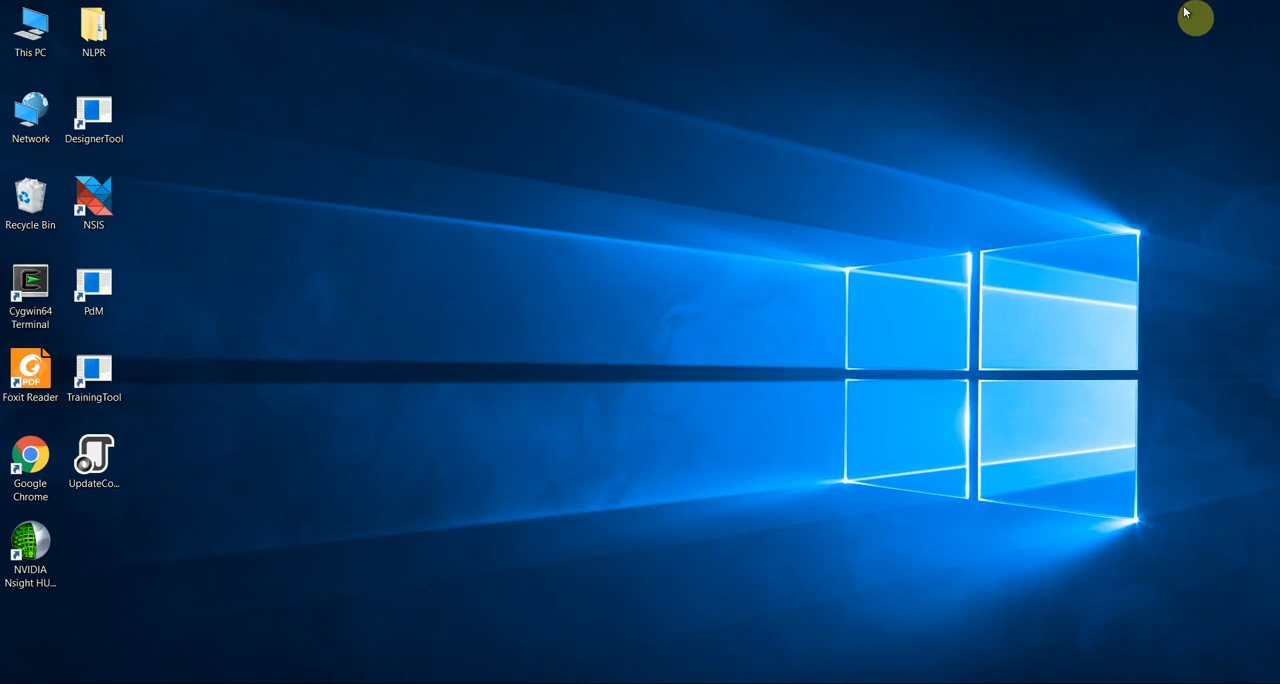 This PC
NLPR
Network
DesignerTool
Recycle Bin
NSIS
Cygwin64
Terminal
PdM
PDF
Foxit Reader
TrainingTool
Google
Chrome
UpdateCo...
NVIDIA
Nsight HU...